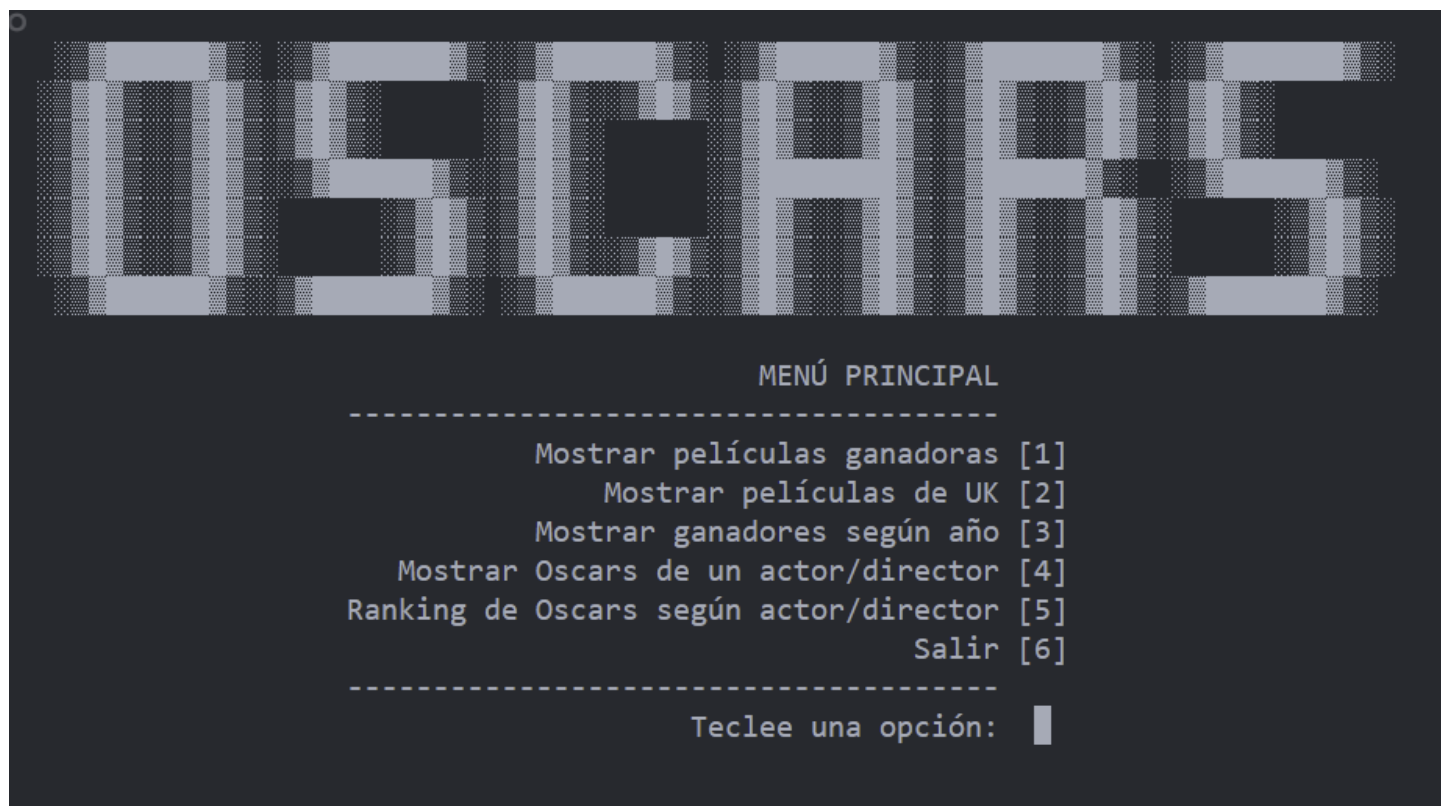 OSCARS
MENÚ PRINCIPAL
--------------------------------------
Mostrar películas ganadoras [1]
Mostrar películas de UK [2]
Mostrar ganadores según año [3]
Mostrar Oscars de un actor/director [4]
Ranking de Oscars según actor/director [5]
Salir [6]
--------------------------------------
Teclee una opción: